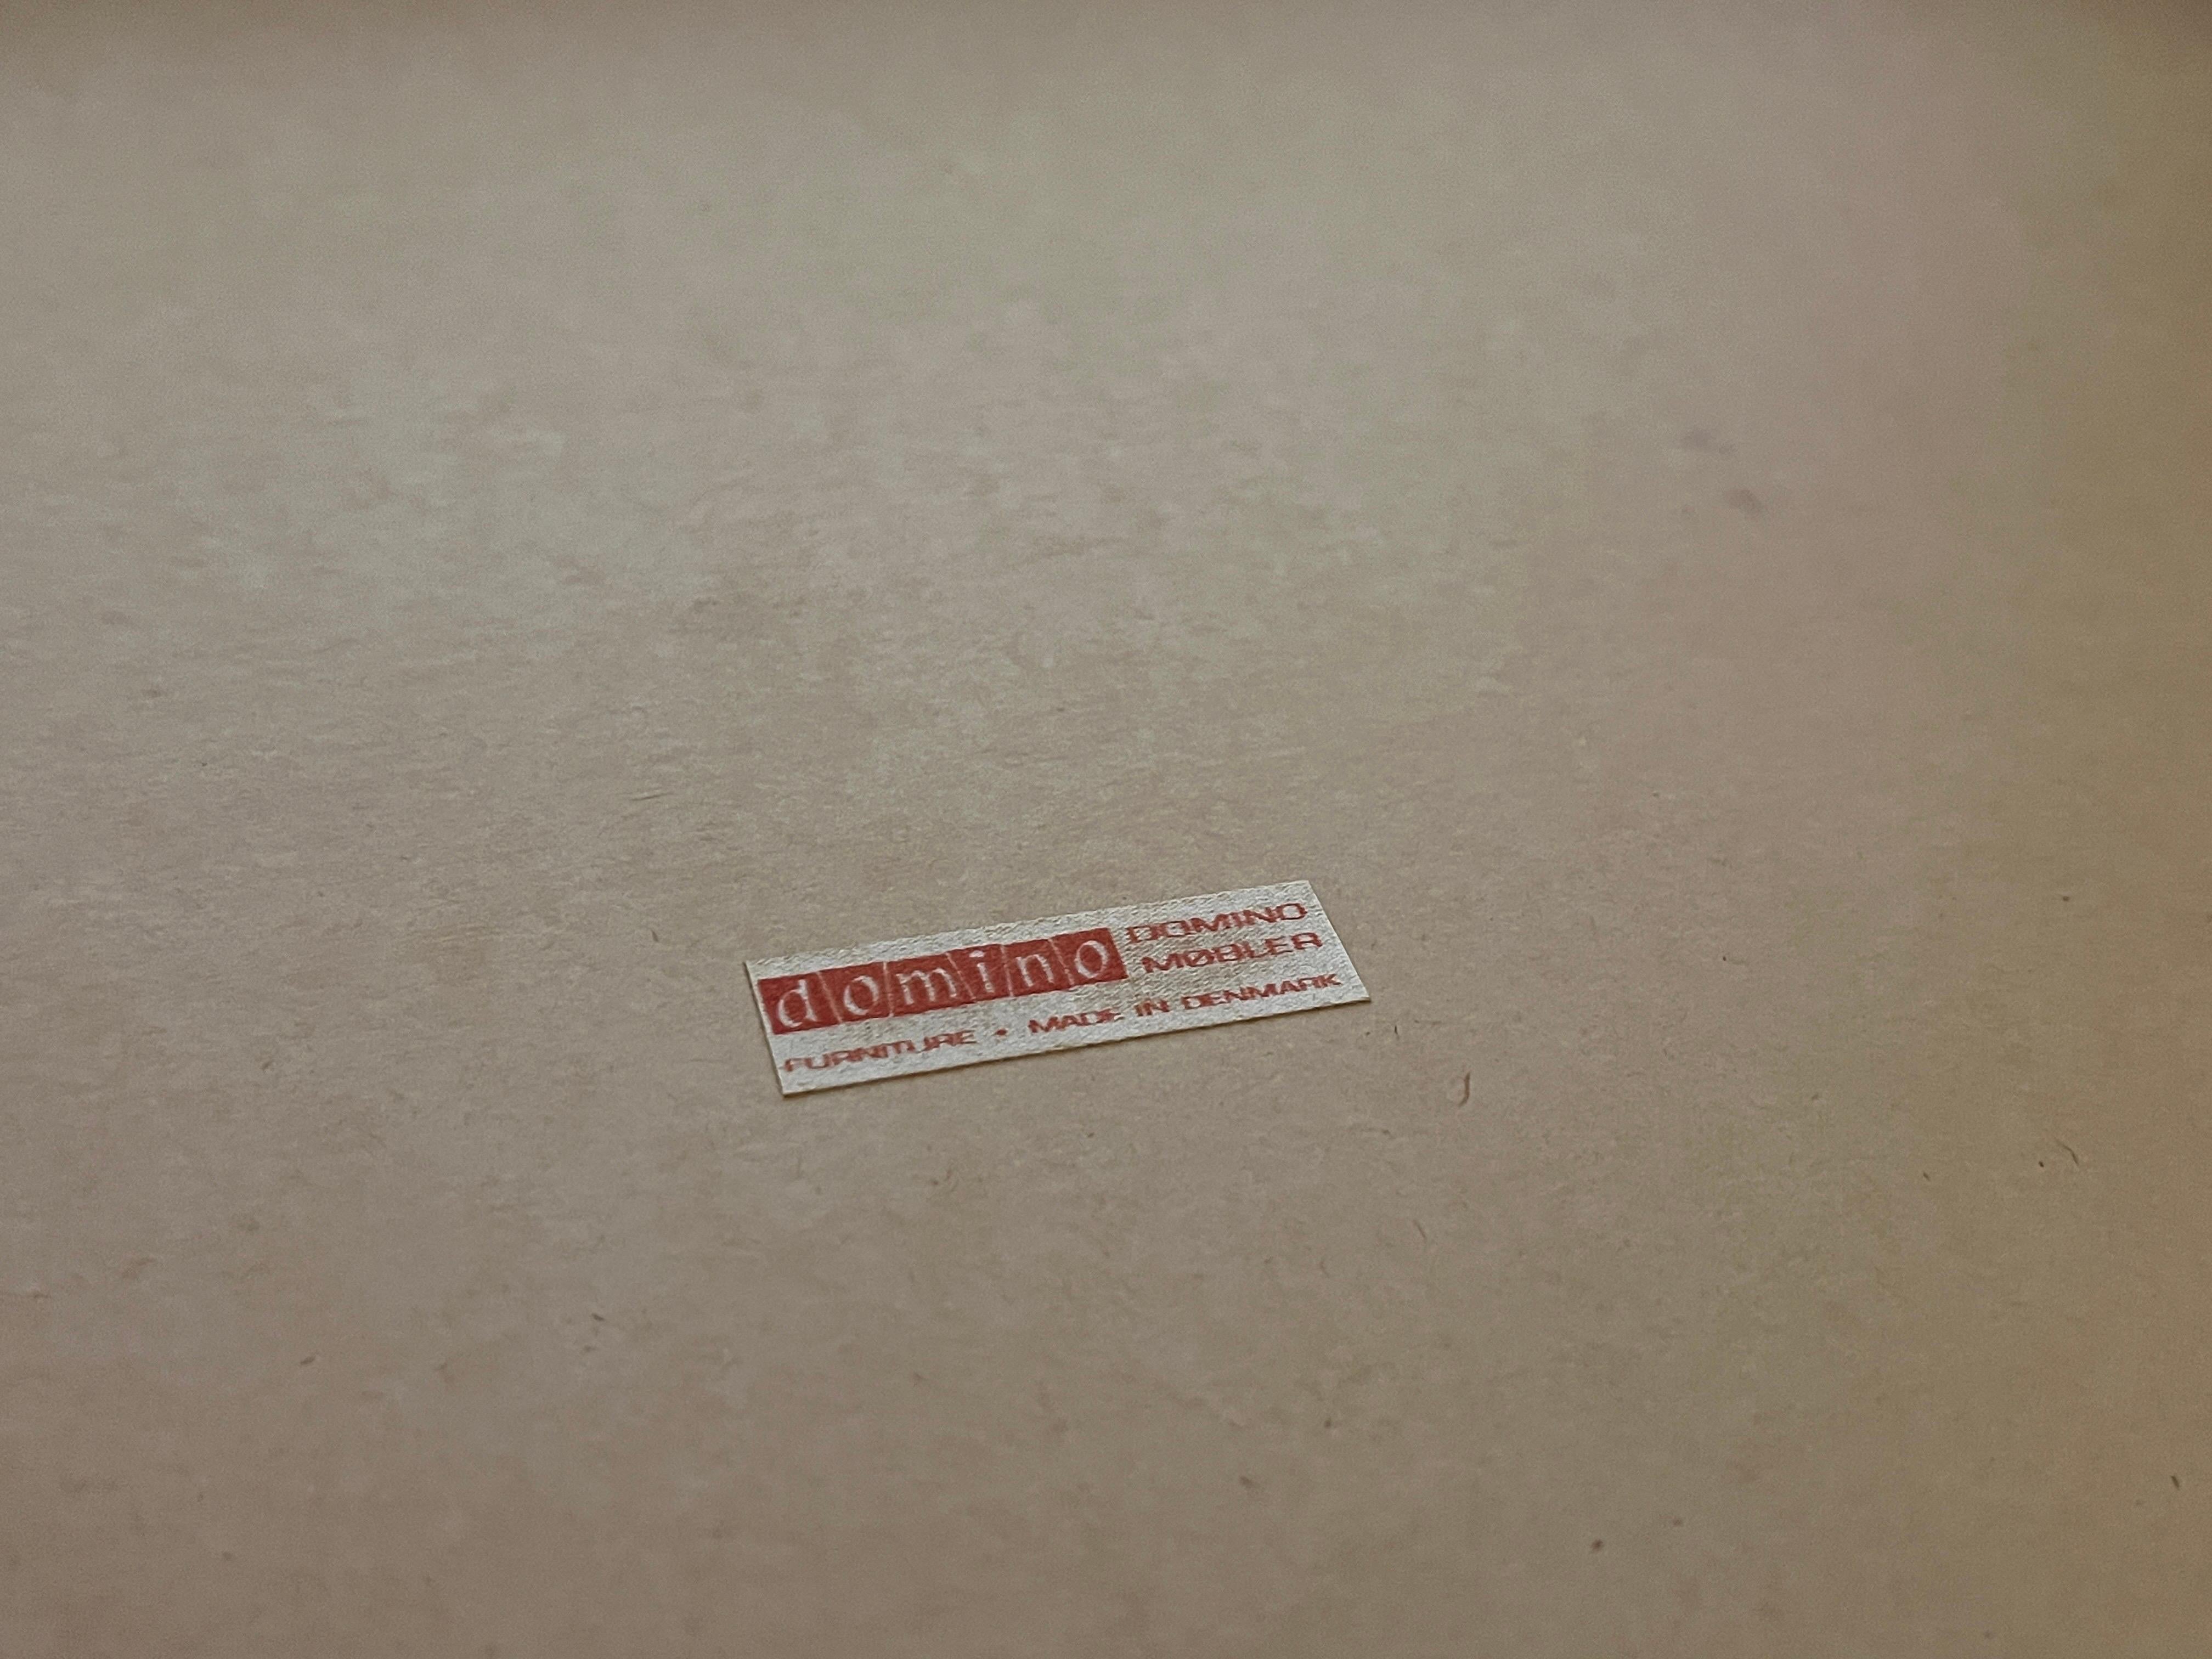 domino DOMINO
MØBLER
FURNITURE • MADE IN DENMARK